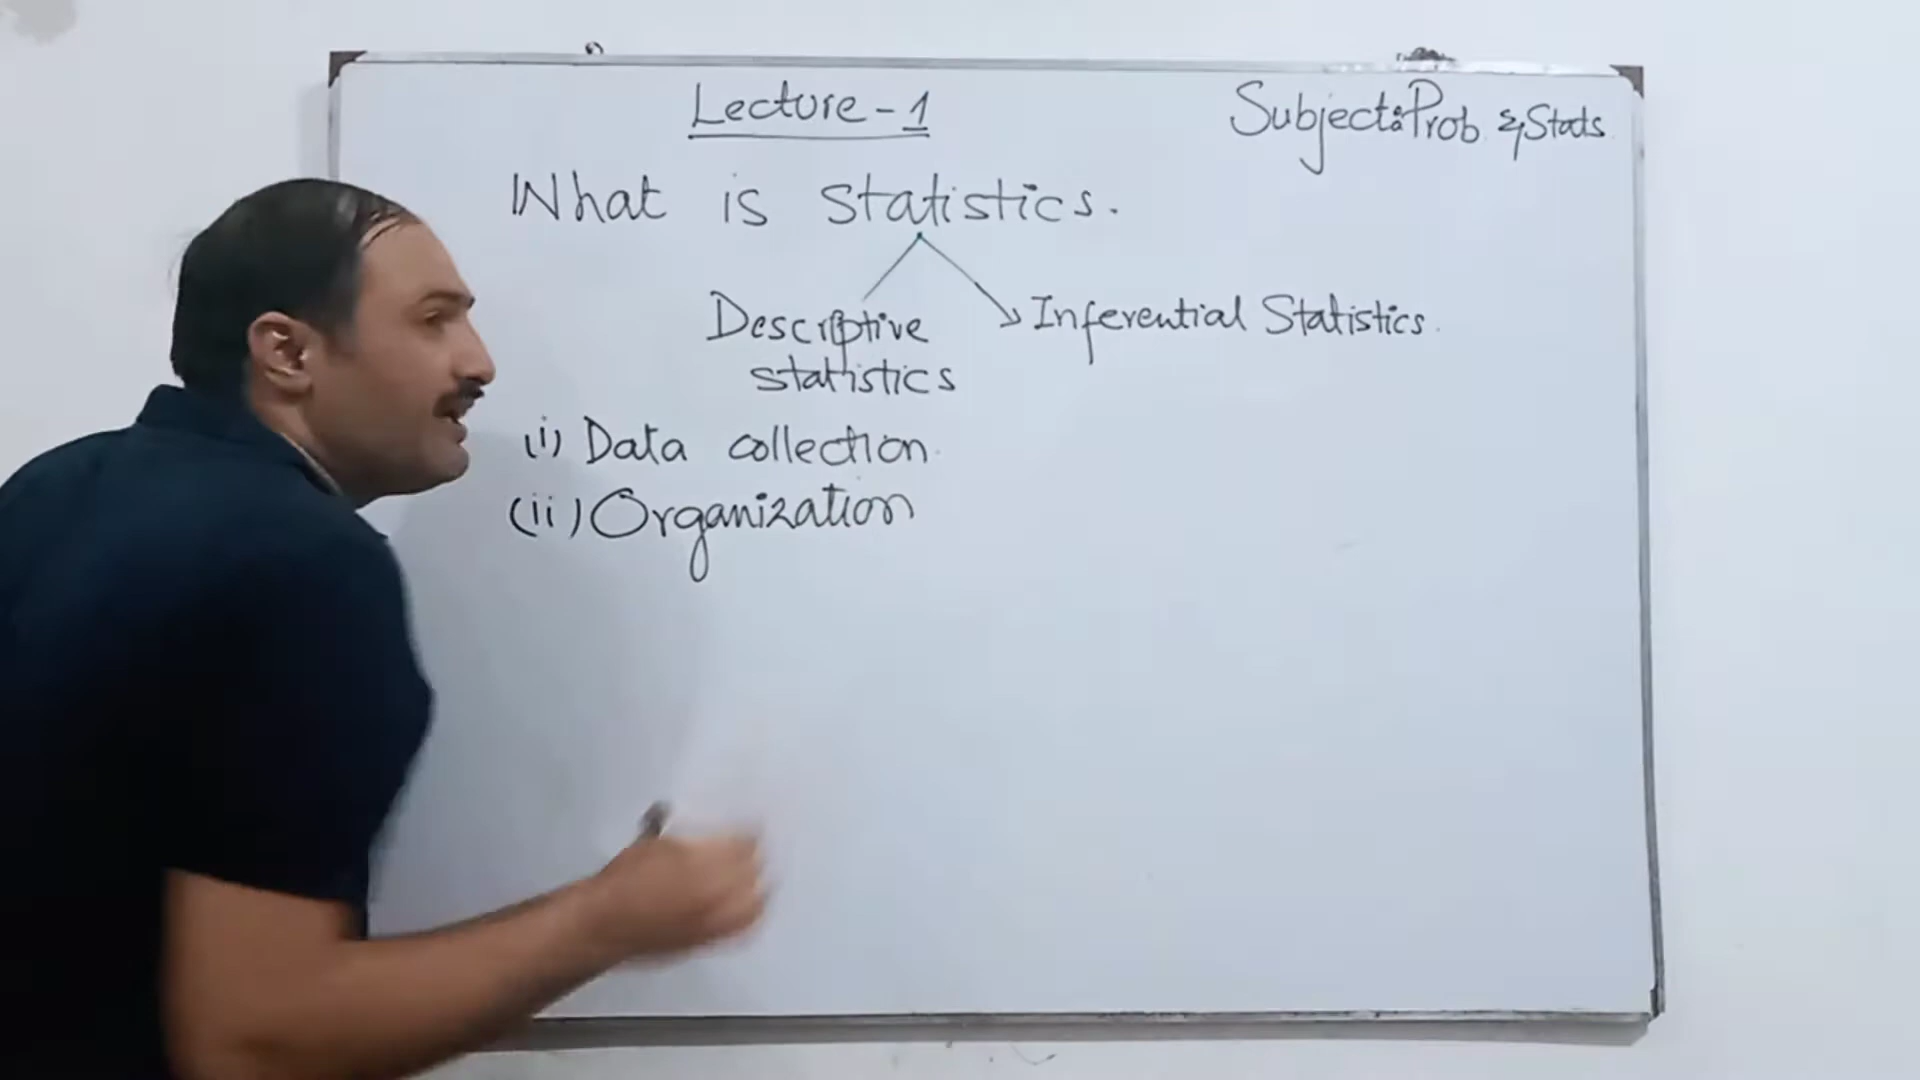 Lecture - 1
Subject: Prob & Stats
What is statistics.
Descriptive
statistics
Inferential Statistics.
(i) Data collection.
(ii) Organization